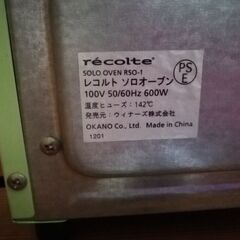 récolte
SOLO OVEN RSO-1
レコルト ソロオーブン
100V 50/60Hz 600W
温度ヒューズ：142℃
発売元：ウィナーズ株式会社
OKANO Co., Ltd. Made in China
1201
PS
E